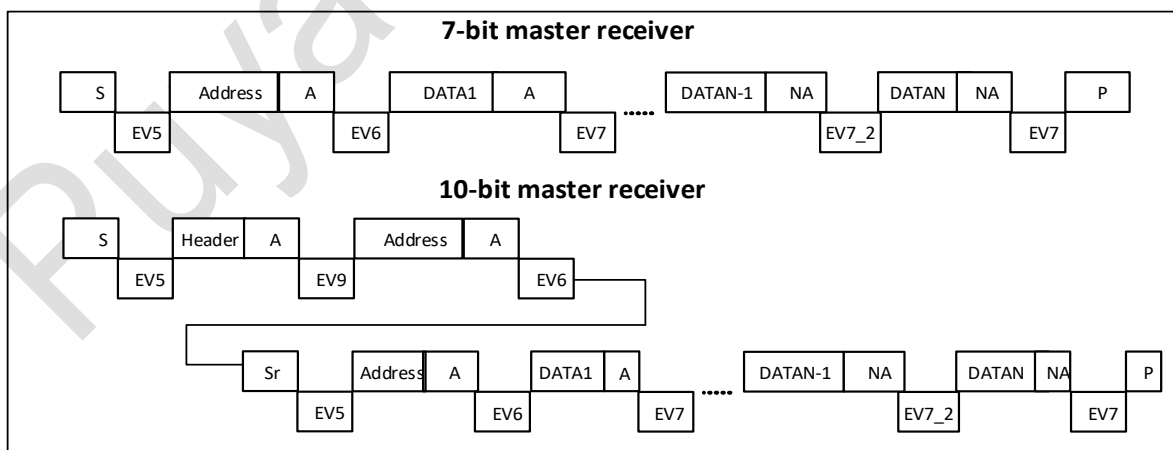 7-bit master receiver
S Address A DATA1 A ..... DATAN-1 NA DATAN NA P
EV5 EV6 EV7 EV7_2 EV7
10-bit master receiver
S Header A Address A
EV5 EV9 EV6
Sr Address A DATA1 A ..... DATAN-1 NA DATAN NA P
EV5 EV6 EV7 EV7_2 EV7
Puya